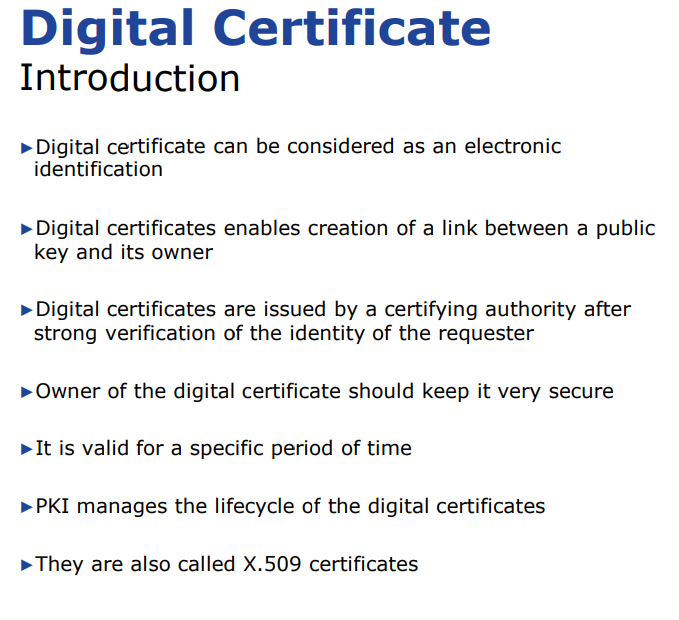 Digital Certificate
Introduction
►Digital certificate can be considered as an electronic
identification
►Digital certificates enables creation of a link between a public
key and its owner
►Digital certificates are issued by a certifying authority after
strong verification of the identity of the requester
►Owner of the digital certificate should keep it very secure
►It is valid for a specific period of time
►PKI manages the lifecycle of the digital certificates
►They are also called X.509 certificates